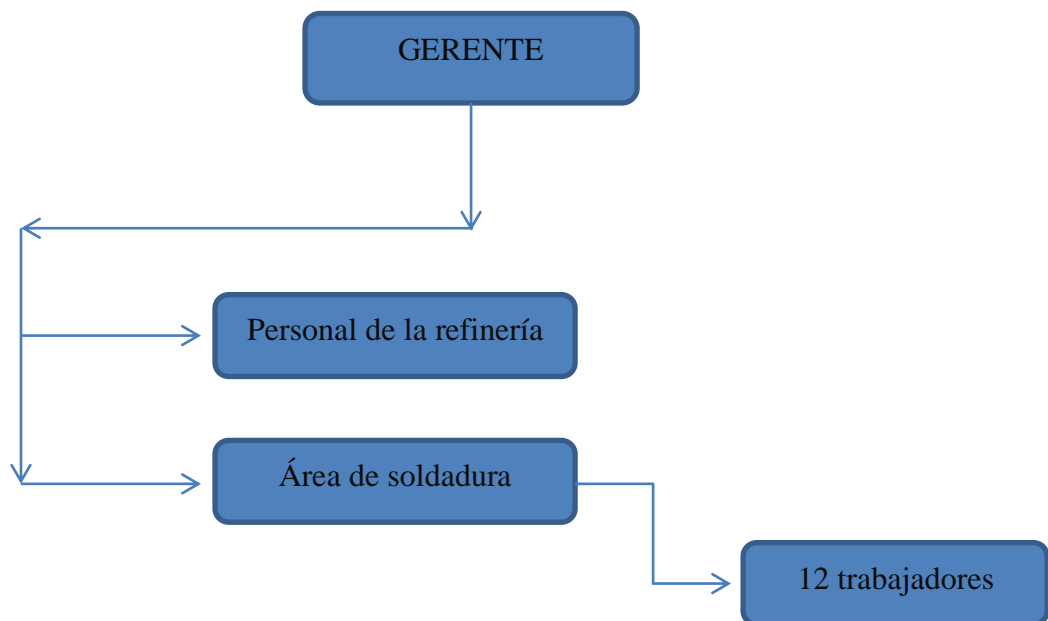 GERENTE
Personal de la refinería
Área de soldadura
12 trabajadores